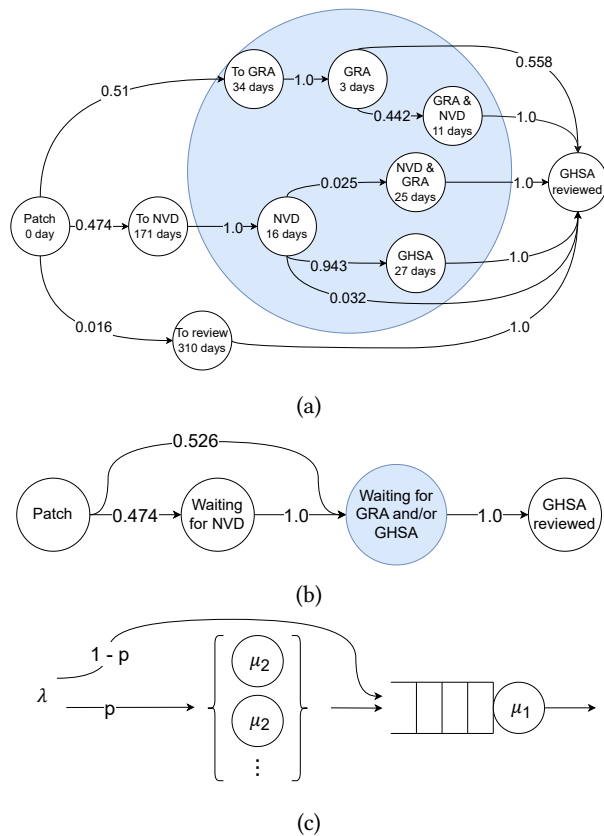 To GRA
34 days
1.0
GRA
3 days
0.558
0.51
0.442
GRA &
NVD
11 days
1.0
Patch
0 day
0.474
To NVD
171 days
1.0
NVD
16 days
0.025
NVD &
GRA
25 days
1.0
GHSA
reviewed
0.943
GHSA
27 days
1.0
0.032
0.016
To review
310 days
1.0
(a)
0.526
Patch
0.474
Waiting
for NVD
1.0
Waiting for
GRA and/or
GHSA
1.0
GHSA
reviewed
(b)
1 - p
λ
p
μ2
μ2
⋮
μ1
(c)